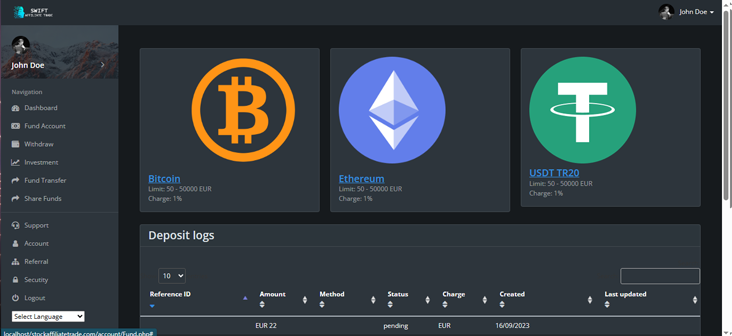 SWIFT
AFFILIATE TRADE
John Doe
John Doe
Navigation
Dashboard
Fund Account
Withdraw
Investment
Fund Transfer
Share Funds
Support
Account
Referral
Security
Logout
Select Language
localhost/stockaffiliatetrade.com/account/Fund.php#
Bitcoin
Limit: 50 - 50000 EUR
Charge: 1%
Ethereum
Limit: 50 - 50000 EUR
Charge: 1%
USDT TR20
Limit: 50 - 50000 EUR
Charge: 1%
Deposit logs
10
Reference ID Amount Method Status Charge Created Last updated
EUR 22 pending EUR 16/09/2023